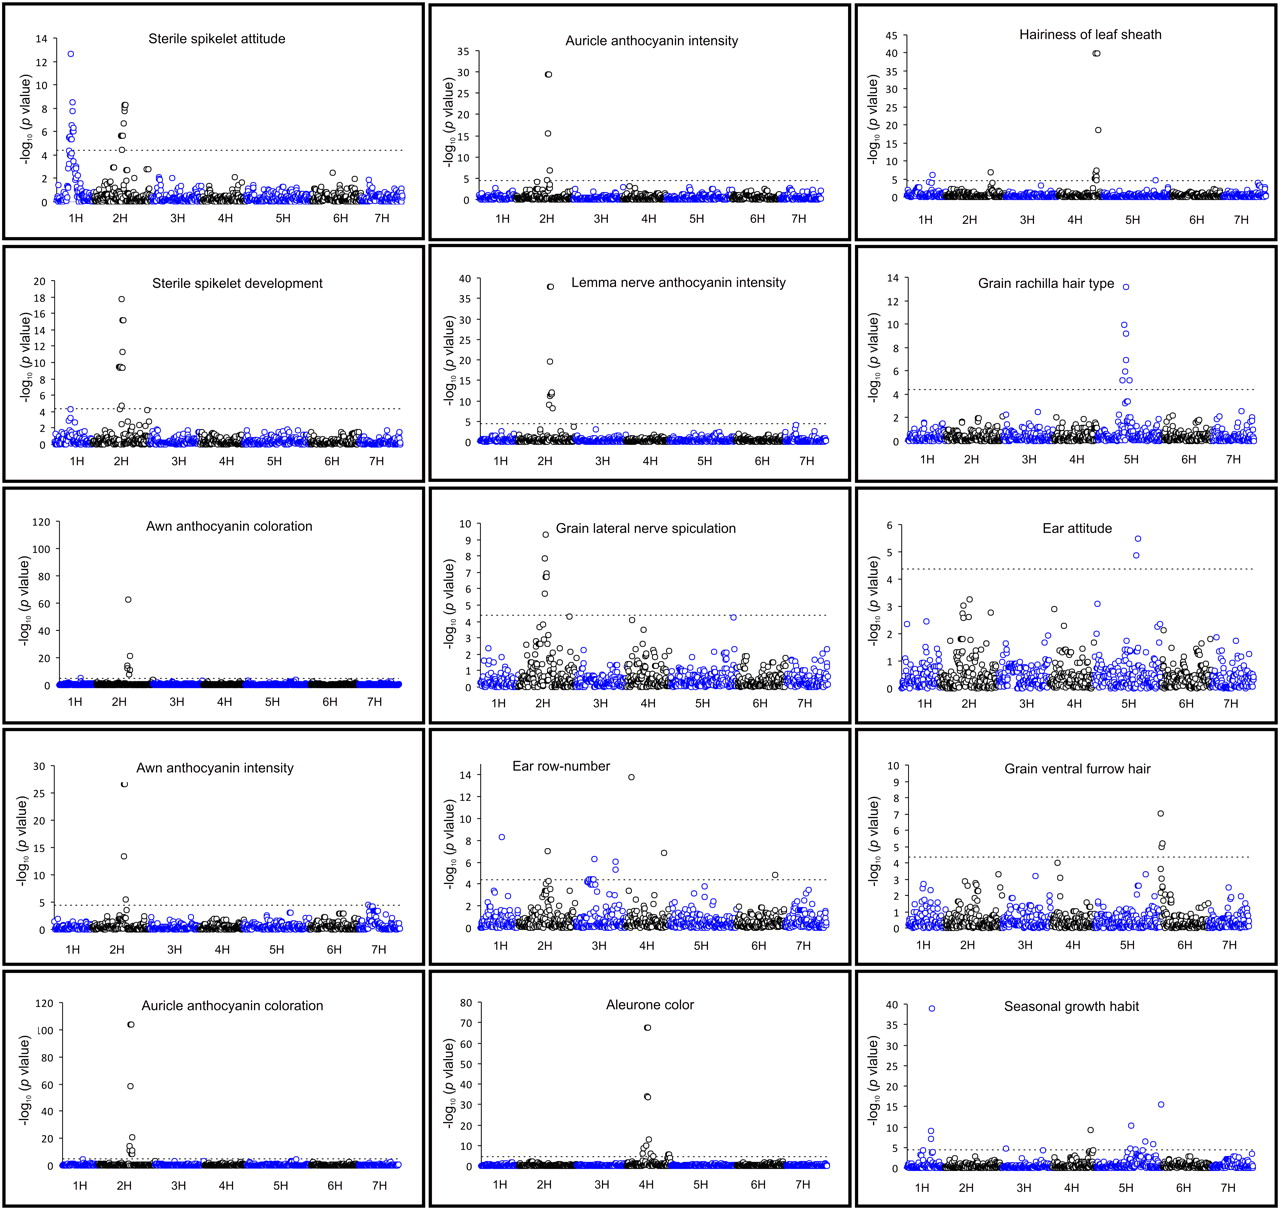 Sterile spikelet attitude
-log₁₀ (p vlalue)
14
12
10
8
6
4
2
0
1H 2H 3H 4H 5H 6H 7H
Auricle anthocyanin intensity
-log₁₀ (p vlalue)
35
30
25
20
15
10
5
0
1H 2H 3H 4H 5H 6H 7H
Hairiness of leaf sheath
-log₁₀ (p vlalue)
45
40
35
30
25
20
15
10
5
0
1H 2H 3H 4H 5H 6H 7H
Sterile spikelet development
-log₁₀ (p vlalue)
20
18
16
14
12
10
8
6
4
2
0
1H 2H 3H 4H 5H 6H 7H
Lemma nerve anthocyanin intensity
-log₁₀ (p vlalue)
40
35
30
25
20
15
10
5
0
1H 2H 3H 4H 5H 6H 7H
Grain rachilla hair type
-log₁₀ (p vlalue)
14
12
10
8
6
4
2
0
1H 2H 3H 4H 5H 6H 7H
Awn anthocyanin coloration
-log₁₀ (p vlalue)
120
100
80
60
40
20
0
1H 2H 3H 4H 5H 6H 7H
Grain lateral nerve spiculation
-log₁₀ (p vlalue)
10
9
8
7
6
5
4
3
2
1
0
1H 2H 3H 4H 5H 6H 7H
Ear attitude
-log₁₀ (p vlalue)
6
5
4
3
2
1
0
1H 2H 3H 4H 5H 6H 7H
Awn anthocyanin intensity
-log₁₀ (p vlalue)
30
25
20
15
10
5
0
1H 2H 3H 4H 5H 6H 7H
Ear row-number
-log₁₀ (p vlalue)
14
12
10
8
6
4
2
0
1H 2H 3H 4H 5H 6H 7H
Grain ventral furrow hair
-log₁₀ (p vlalue)
10
9
8
7
6
5
4
3
2
1
0
1H 2H 3H 4H 5H 6H 7H
Auricle anthocyanin coloration
-log₁₀ (p vlalue)
120
100
80
60
40
20
0
1H 2H 3H 4H 5H 6H 7H
Aleurone color
-log₁₀ (p vlalue)
80
70
60
50
40
30
20
10
0
1H 2H 3H 4H 5H 6H 7H
Seasonal growth habit
-log₁₀ (p vlalue)
40
35
30
25
20
15
10
5
0
1H 2H 3H 4H 5H 6H 7H